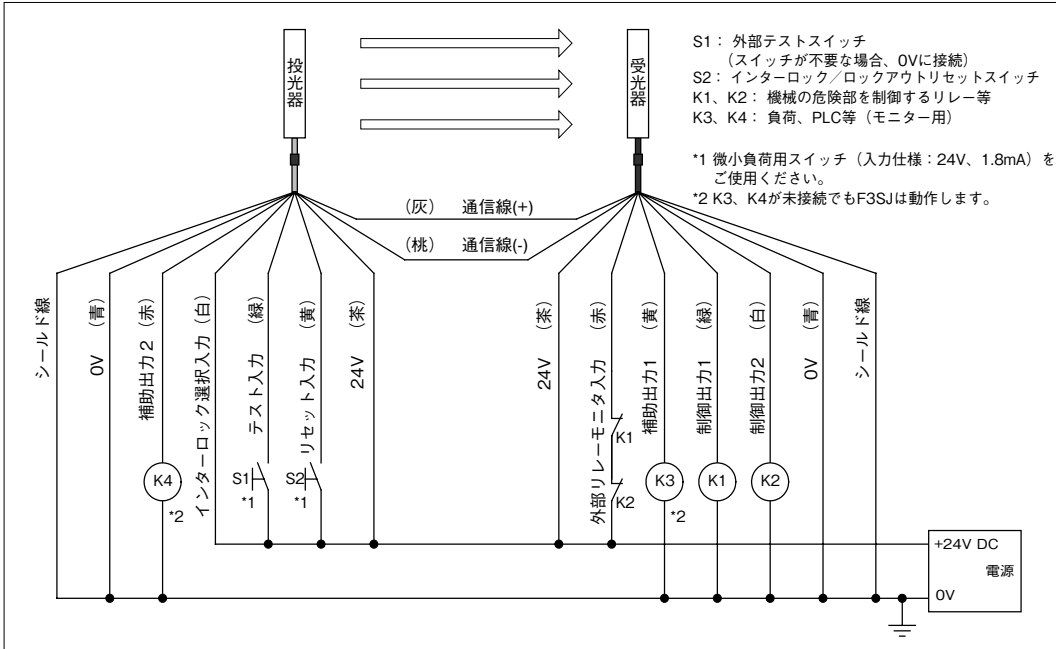 投光器
受光器
S1： 外部テストスイッチ
（スイッチが不要な場合、0Vに接続）
S2： インターロック／ロックアウトリセットスイッチ
K1、K2： 機械の危険部を制御するリレー等
K3、K4： 負荷、PLC等（モニター用）
*1 微小負荷用スイッチ（入力仕様：24V、1.8mA）を
ご使用ください。
*2 K3、K4が未接続でもF3SJは動作します。
（灰） 通信線(+)
（桃） 通信線(-)
シールド線
0V （青）
補助出力2（赤）
インターロック選択入力（白）
テスト入力 （緑）
リセット入力 （黄）
24V （茶）
24V （茶）
外部リレーモニタ入力 （赤）
補助出力1 （黄）
制御出力1 （緑）
制御出力2 （白）
0V （青）
シールド線
K4
*2
S1
*1
S2
*1
K1
K2
K3
*2
K1
K2
+24V DC
電源
0V